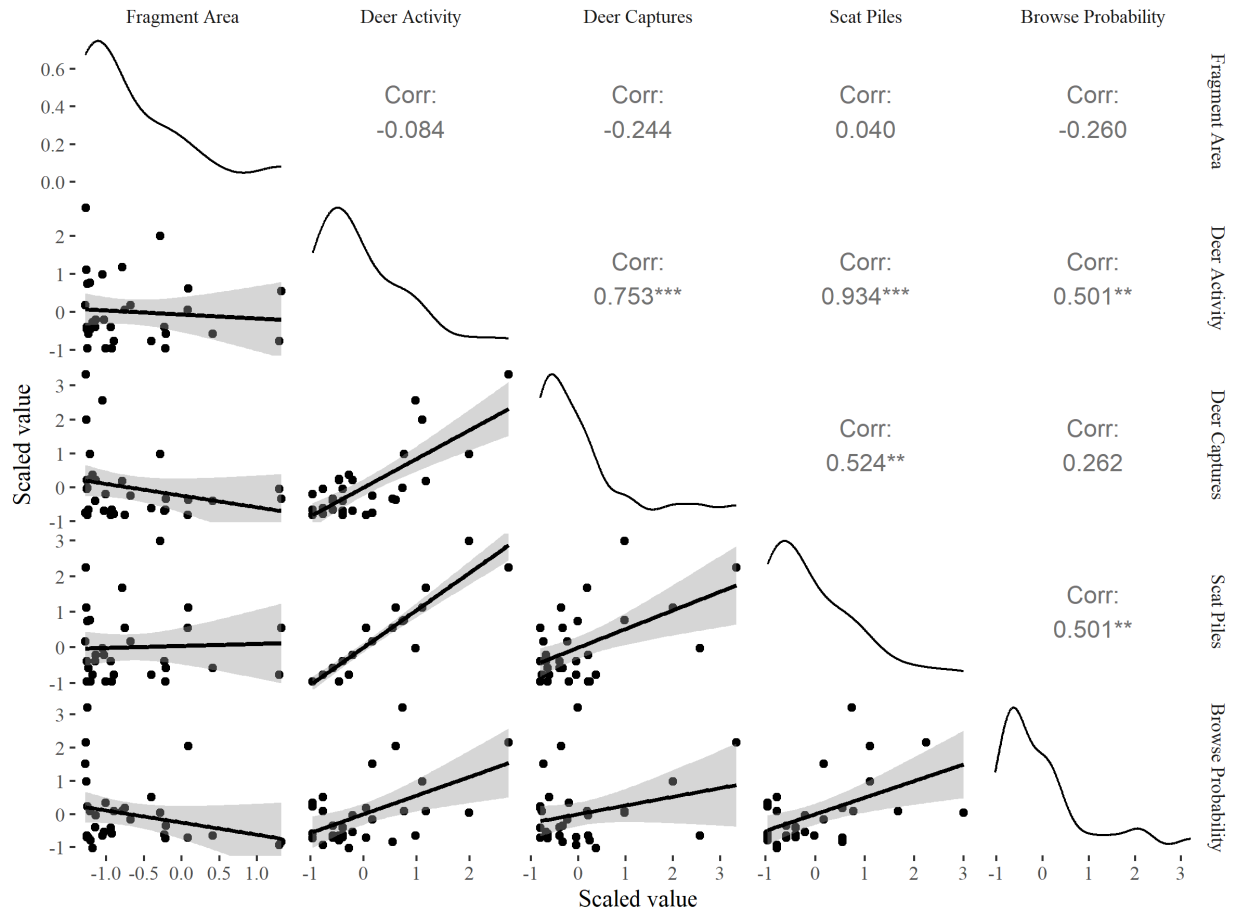 Fragment Area Deer Activity Deer Captures Scat Piles Browse Probability
0.6
0.4
0.2
0.0
Corr: Corr: Corr: Corr:
-0.084 -0.244 0.040 -0.260
Fragment Area
2
1
0
-1
Corr: Corr: Corr:
0.753*** 0.934*** 0.501**
Deer Activity
Scaled value
3
2
1
0
-1
Corr: Corr:
0.524** 0.262
Deer Captures
3
2
1
0
-1
Corr:
0.501**
Scat Piles
3
2
1
0
-1
Browse Probability
-1.0 -0.5 0.0 0.5 1.0 -1 0 1 2 -1 0 1 2 3 -1 0 1 2 3 -1 0 1 2 3
Scaled value